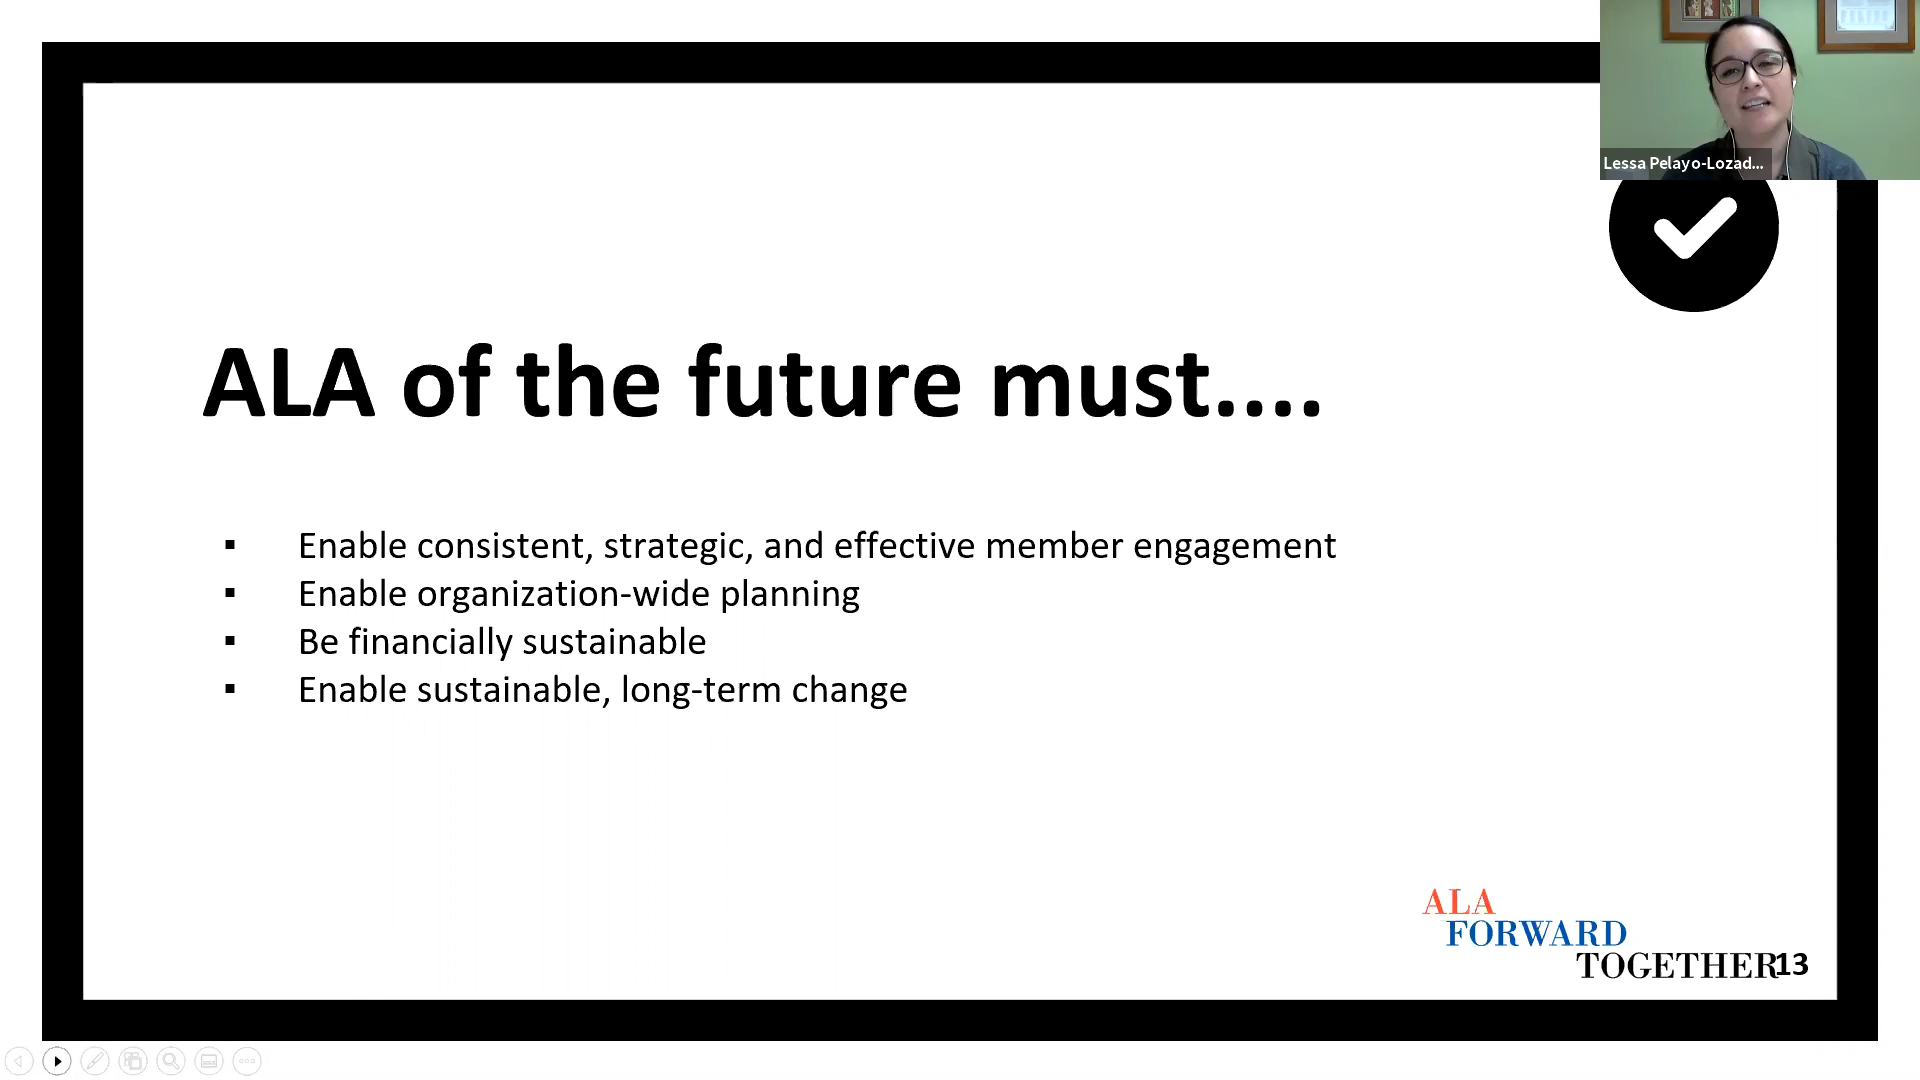 Lessa Pelayo-Lozad...
ALA of the future must....
▪ Enable consistent, strategic, and effective member engagement
▪ Enable organization-wide planning
▪ Be financially sustainable
▪ Enable sustainable, long-term change
ALA
FORWARD
TOGETHER
13